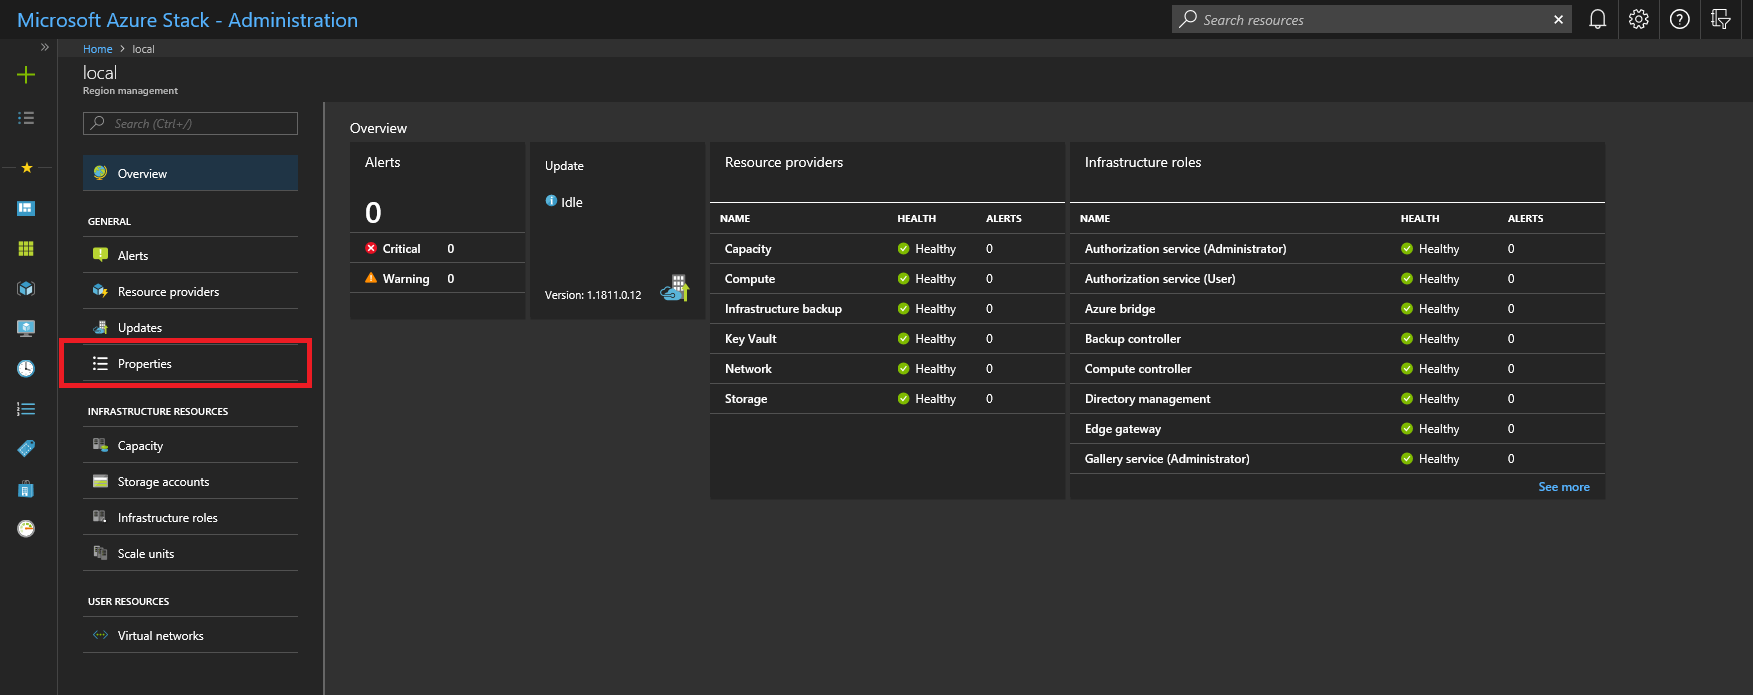 Microsoft Azure Stack - Administration
Search resources
Home > local
local
Region management
Search (Ctrl+/)
Overview
GENERAL
Alerts
Resource providers
Updates
Properties
INFRASTRUCTURE RESOURCES
Capacity
Storage accounts
Infrastructure roles
Scale units
USER RESOURCES
Virtual networks
Overview
Alerts
0
Critical 0
Warning 0
Update
Idle
Version: 1.1811.0.12
Resource providers
NAME HEALTH ALERTS
Capacity Healthy 0
Compute Healthy 0
Infrastructure backup Healthy 0
Key Vault Healthy 0
Network Healthy 0
Storage Healthy 0
Infrastructure roles
NAME HEALTH ALERTS
Authorization service (Administrator) Healthy 0
Authorization service (User) Healthy 0
Azure bridge Healthy 0
Backup controller Healthy 0
Compute controller Healthy 0
Directory management Healthy 0
Edge gateway Healthy 0
Gallery service (Administrator) Healthy 0
See more